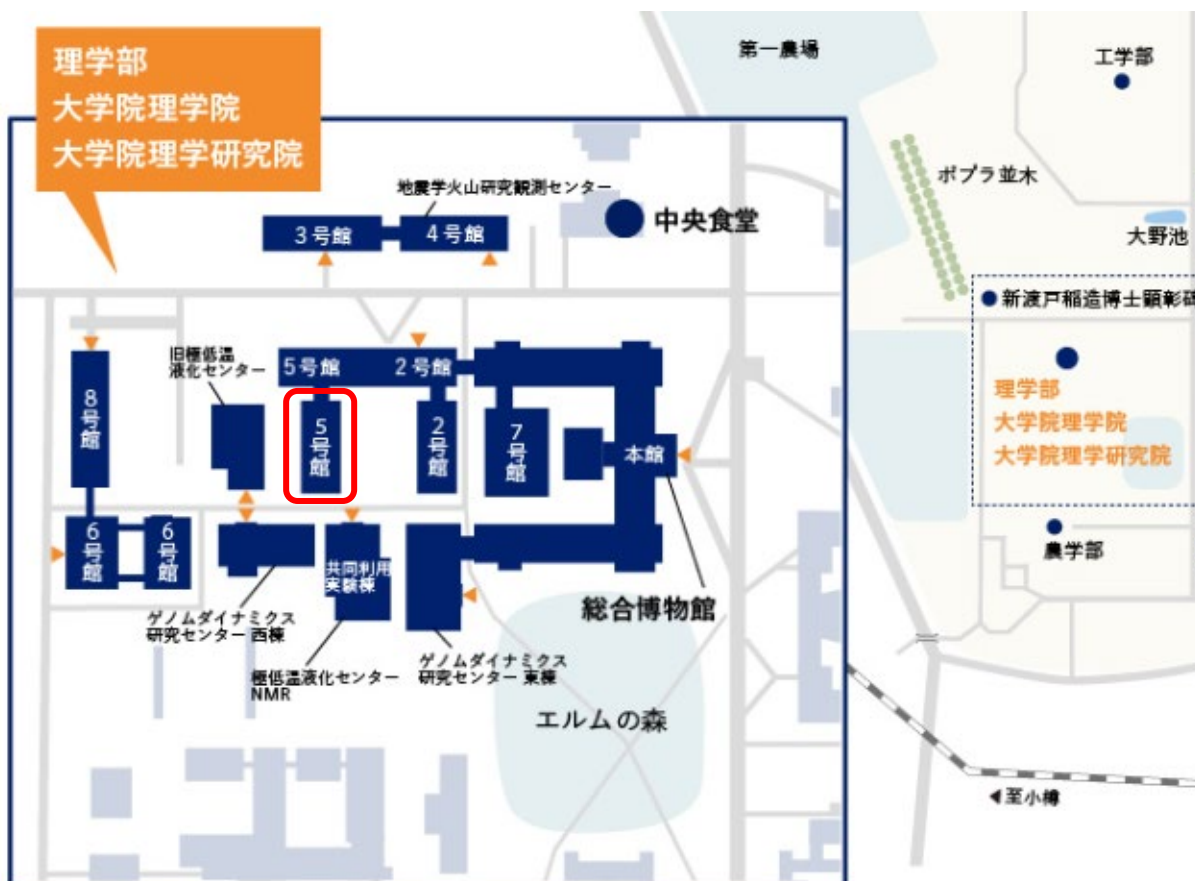 理学部
大学院理学院
大学院理学研究院
第一農場
工学部
ポプラ並木
大野池
新渡戸稲造博士顕彰碑
理学部
大学院理学院
大学院理学研究院
農学部
◀至小樽
地震学火山研究観測センター
3号館
4号館
中央食堂
旧極低温
液化センター
5号館
2号館
8号館
5号館
2号館
7号館
本館
6号館
6号館
共同利用
実験棟
総合博物館
ゲノムダイナミクス
研究センター 西棟
極低温液化センター
NMR
ゲノムダイナミクス
研究センター 東棟
エルムの森